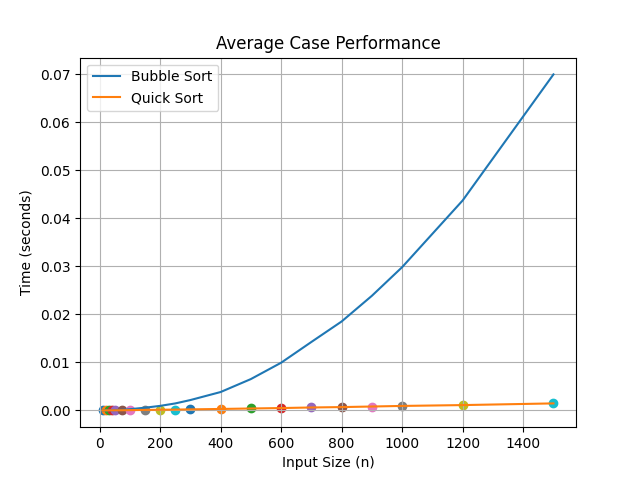 Average Case Performance
Bubble Sort
Quick Sort
Time (seconds)
0.07
0.06
0.05
0.04
0.03
0.02
0.01
0.00
0 200 400 600 800 1000 1200 1400
Input Size (n)